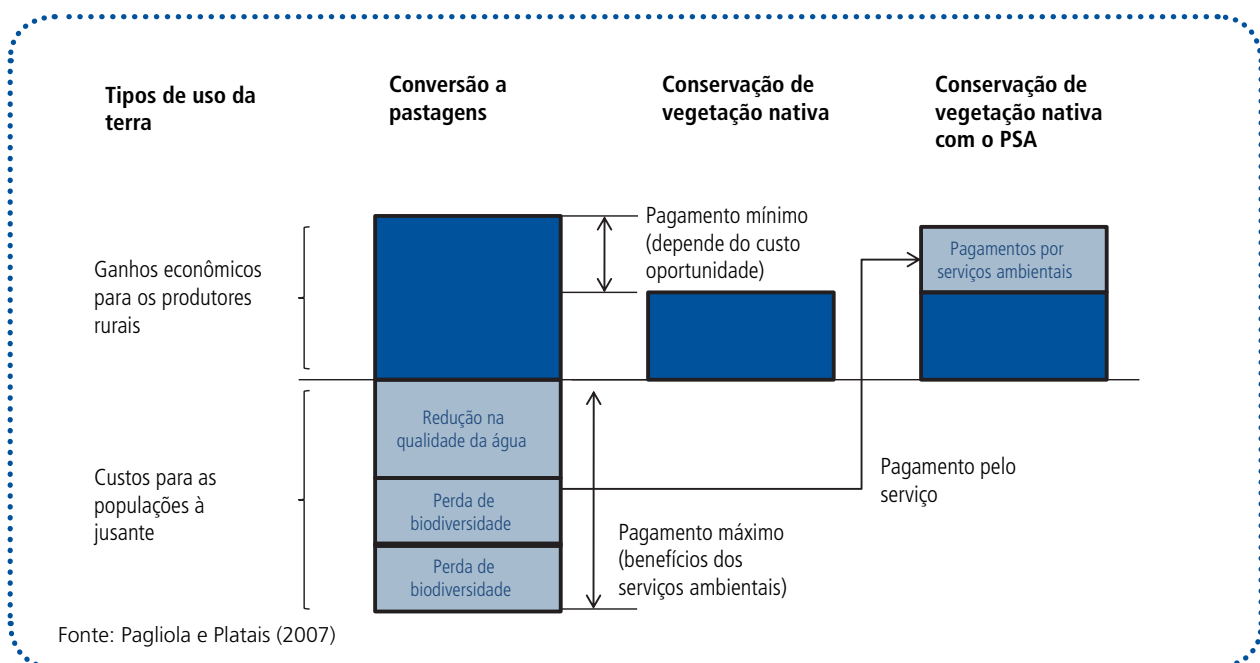 Tipos de uso da
terra
Conversão a
pastagens
Conservação de
vegetação nativa
Conservação de
vegetação nativa
com o PSA
Ganhos econômicos
para os produtores
rurais
Pagamento mínimo
(depende do custo
oportunidade)
Pagamentos por
serviços ambientais
Custos para as
populações à
jusante
Redução na
qualidade da água
Perda de
biodiversidade
Perda de
biodiversidade
Pagamento máximo
(benefícios dos
serviços ambientais)
Pagamento pelo
serviço
Fonte: Pagliola e Platais (2007)